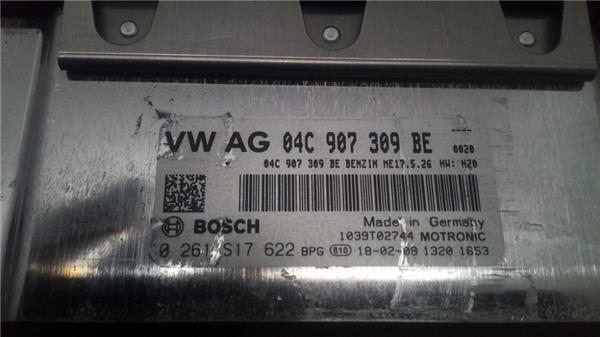 VW AG 04C 907 309 BE 0020
04C 907 309 BE BENZIN ME17.5.26 HW: H20
BOSCH
Made in Germany
1039T02744 MOTRONIC
0 261 S17 622 BPG 610 18-02-09 1320 1653